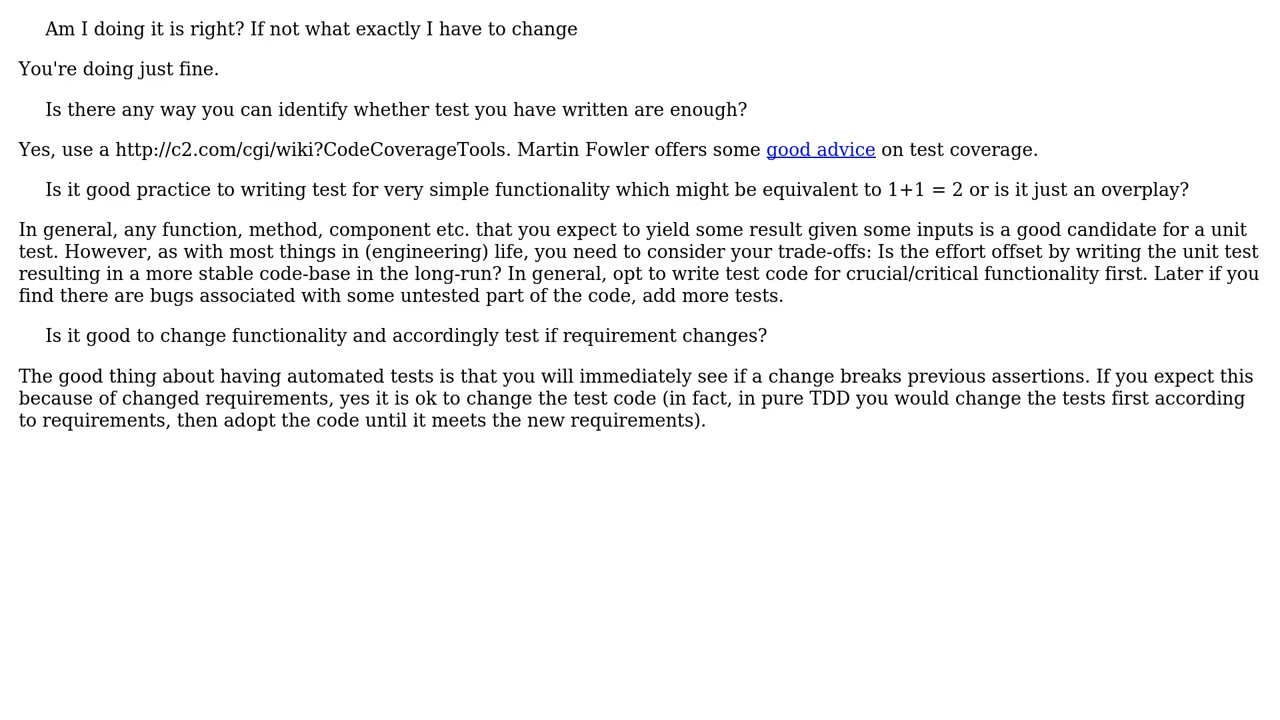 Am I doing it is right? If not what exactly I have to change
You're doing just fine.
Is there any way you can identify whether test you have written are enough?
Yes, use a http://c2.com/cgi/wiki?CodeCoverageTools. Martin Fowler offers some good advice on test coverage.
Is it good practice to writing test for very simple functionality which might be equivalent to 1+1 = 2 or is it just an overplay?
In general, any function, method, component etc. that you expect to yield some result given some inputs is a good candidate for a unit
test. However, as with most things in (engineering) life, you need to consider your trade-offs: Is the effort offset by writing the unit test
resulting in a more stable code-base in the long-run? In general, opt to write test code for crucial/critical functionality first. Later if you
find there are bugs associated with some untested part of the code, add more tests.
Is it good to change functionality and accordingly test if requirement changes?
The good thing about having automated tests is that you will immediately see if a change breaks previous assertions. If you expect this
because of changed requirements, yes it is ok to change the test code (in fact, in pure TDD you would change the tests first according
to requirements, then adopt the code until it meets the new requirements).